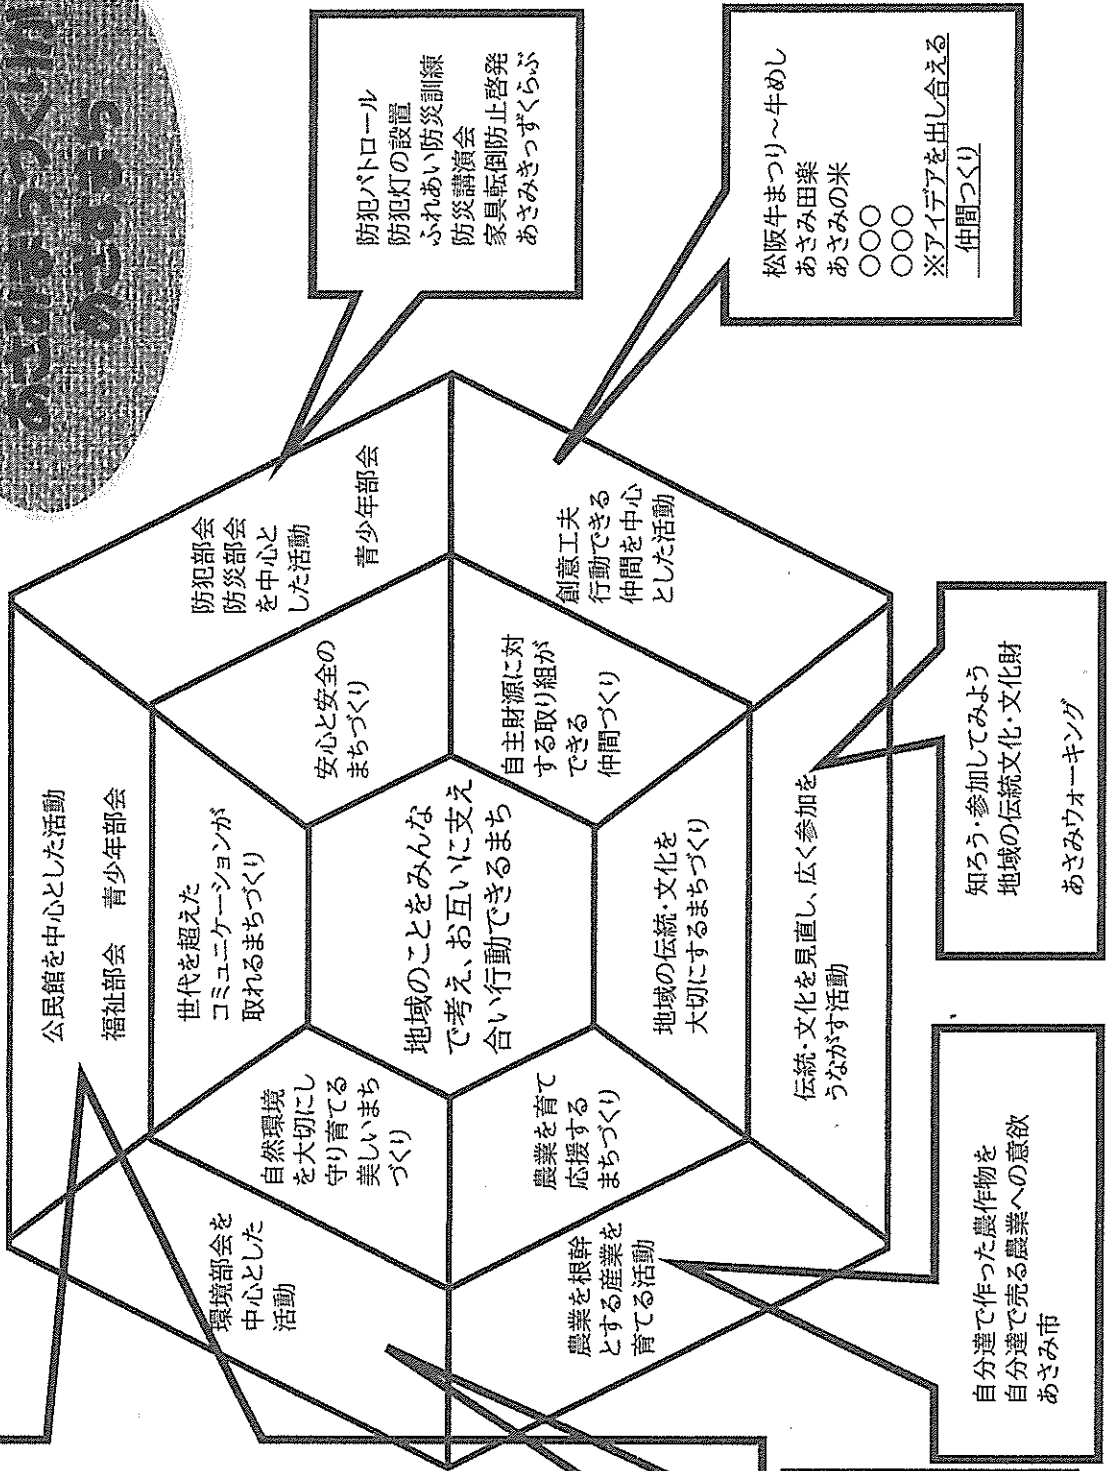 地域のことをみんな
で考え、お互いに支え
合い行動できるまち
世代を超えた
コミュニケーションが
取れるまちづくり
公民館を中心とした活動
福祉部会　青少年部会
安心と安全の
まちづくり
防犯部会
防災部会
を中心と
した活動
青少年部会
防犯パトロール
防犯灯の設置
ふれあい防災訓練
防災講演会
家具転倒防止啓発
あさみきっずくらぶ
自主財源に対
する取り組が
できる
仲間づくり
創意工夫
行動できる
仲間を中心
とした活動
松阪牛まつり～牛めし
あさみ田楽
あさみの米
○○○
○○○
※アイデアを出し合える
仲間つくり
地域の伝統・文化を
大切にするまちづくり
伝統・文化を見直し、広く参加を
うながす活動
知ろう・参加してみよう
地域の伝統文化・文化財
あさみウォーキング
農業を育て
応援する
まちづくり
農業を根幹
とする産業を
育てる活動
自分達で作った農作物を
自分達で売る農業への意欲
あさみ市
自然環境
を大切にし
守り育てる
美しいまち
づくり
環境部会を
中心とした
活動